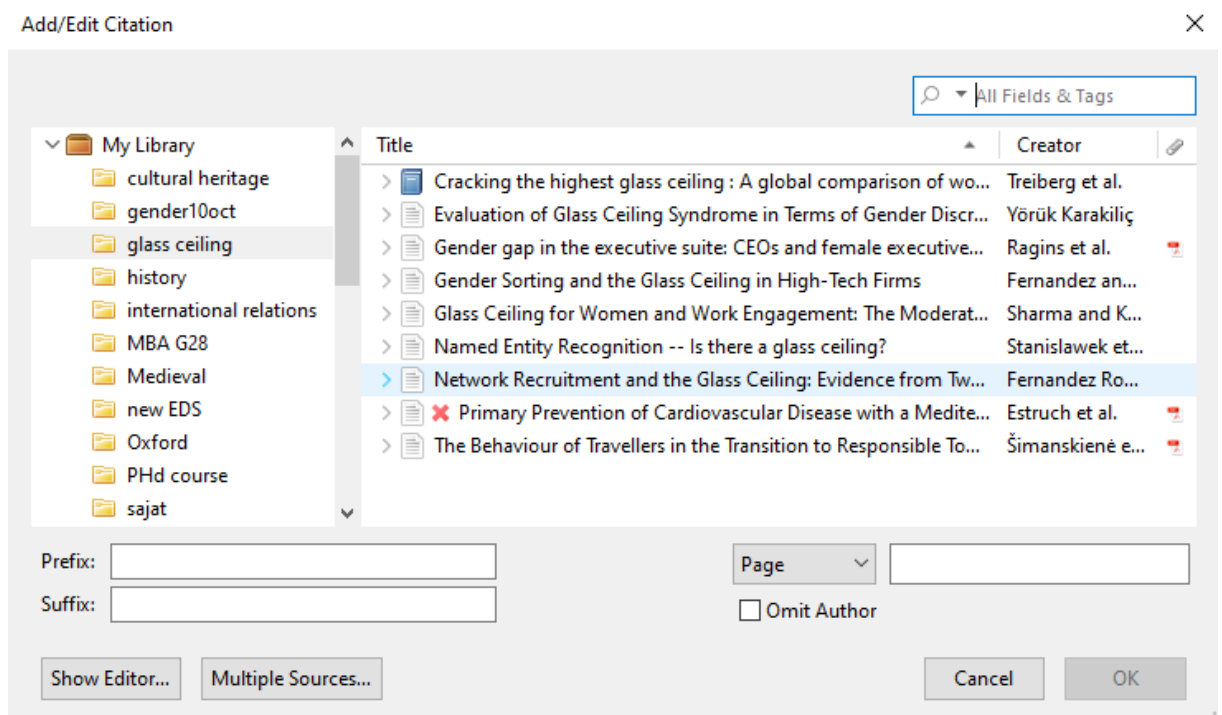 Add/Edit Citation
All Fields & Tags
My Library
cultural heritage
gender10oct
glass ceiling
history
international relations
MBA G28
Medieval
new EDS
Oxford
PHd course
sajat
Title Creator
Cracking the highest glass ceiling : A global comparison of wo... Treiberg et al.
Evaluation of Glass Ceiling Syndrome in Terms of Gender Discr... Yörük Karakiliç
Gender gap in the executive suite: CEOs and female executive... Ragins et al.
Gender Sorting and the Glass Ceiling in High-Tech Firms Fernandez an...
Glass Ceiling for Women and Work Engagement: The Moderat... Sharma and K...
Named Entity Recognition -- Is there a glass ceiling? Stanislawek et...
Network Recruitment and the Glass Ceiling: Evidence from Tw... Fernandez Ro...
Primary Prevention of Cardiovascular Disease with a Medite... Estruch et al.
The Behaviour of Travellers in the Transition to Responsible To... Šimanskienė e...
Prefix:
Suffix:
Page
Omit Author
Show Editor... Multiple Sources... Cancel OK